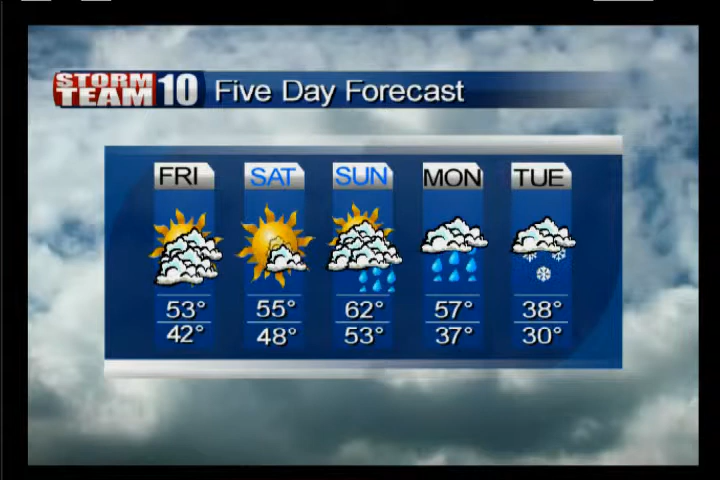 STORM TEAM 10 Five Day Forecast
FRI SAT SUN MON TUE
53° 55° 62° 57° 38°
42° 48° 53° 37° 30°